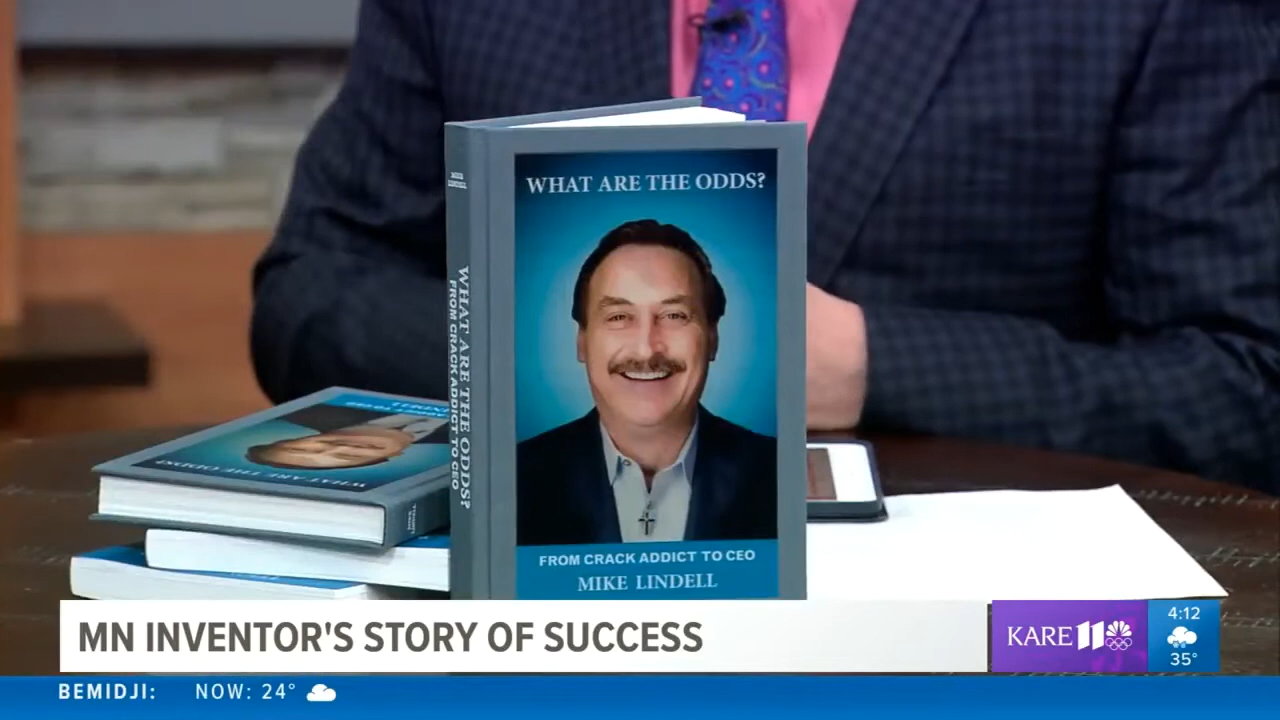 WHAT ARE THE ODDS?
FROM CRACK ADDICT TO CEO
MIKE LINDELL
MIKE
LINDELL
WHAT ARE THE ODDS?
FROM CRACK ADDICT TO CEO
WHAT ARE THE ODDS?
MN INVENTOR'S STORY OF SUCCESS
KARE 11
4:12
35°
BEMIDJI: NOW: 24°